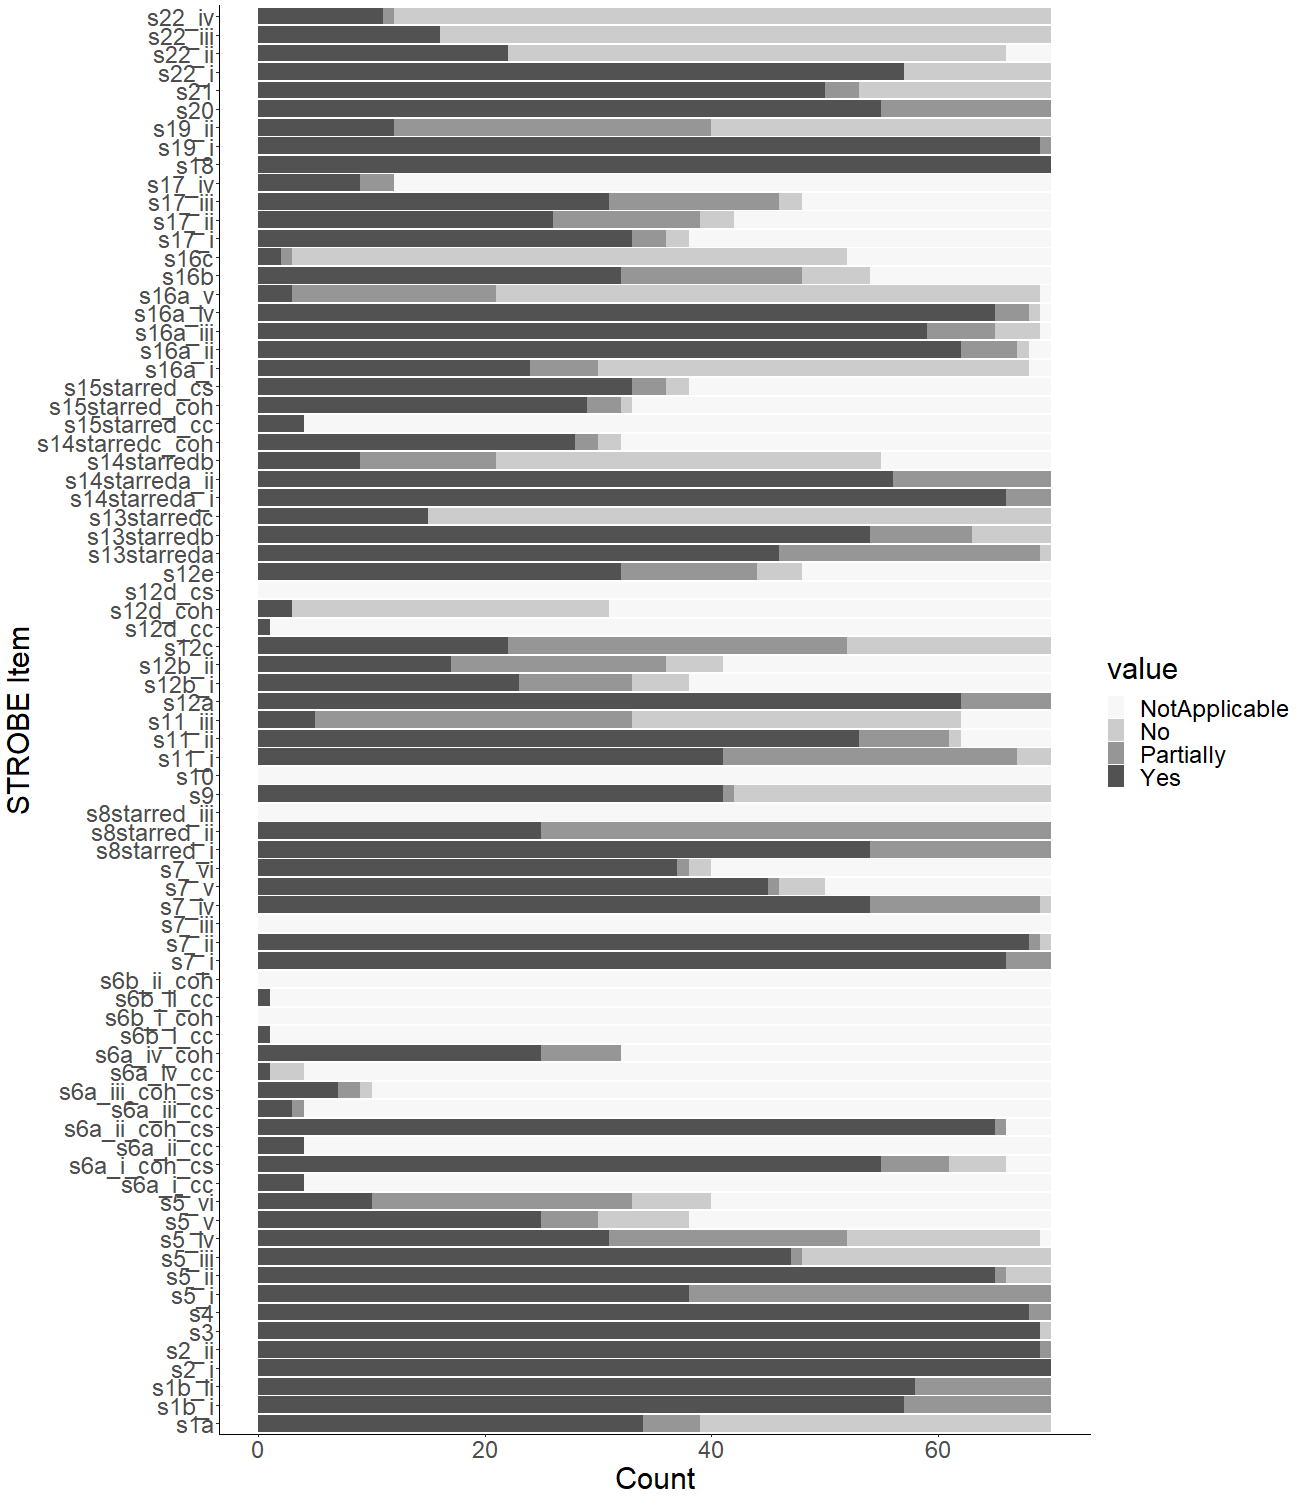 s22_iv
s22_iii
s22_ii
s22_i
s21
s20
s19_ii
s19_i
s18
s17_iv
s17_iii
s17_ii
s17_i
s16c
s16b
s16a_v
s16a_iv
s16a_iii
s16a_ii
s16a_i
s15starred_cs
s15starred_coh
s15starred_cc
s14starredc_coh
s14starredb
s14starreda_ii
s14starreda_i
s13starredc
s13starredb
s13starreda
s12e
s12d_cs
s12d_coh
s12d_cc
s12c
s12b_ii
s12b_i
s12a
s11_iii
s11_ii
s11_i
s10
s9
s8starred_iii
s8starred_ii
s8starred_i
s7_vi
s7_v
s7_iv
s7_iii
s7_ii
s7_i
s6b_ii_coh
s6b_ii_cc
s6b_i_coh
s6b_i_cc
s6a_iv_coh
s6a_iv_cc
s6a_iii_coh_cs
s6a_iii_cc
s6a_ii_coh_cs
s6a_ii_cc
s6a_i_coh_cs
s6a_i_cc
s5_vi
s5_v
s5_iv
s5_iii
s5_ii
s5_i
s4
s3
s2_ii
s2_i
s1b_ii
s1b_i
s1a
STROBE Item
0 20 40 60
Count
value
NotApplicable
No
Partially
Yes